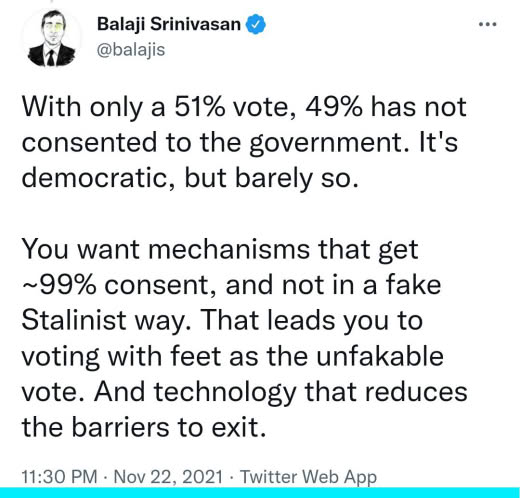 Balaji Srinivasan
@balajis
With only a 51% vote, 49% has not
consented to the government. It's
democratic, but barely so.
You want mechanisms that get
~99% consent, and not in a fake
Stalinist way. That leads you to
voting with feet as the unfakable
vote. And technology that reduces
the barriers to exit.
11:30 PM · Nov 22, 2021 · Twitter Web App